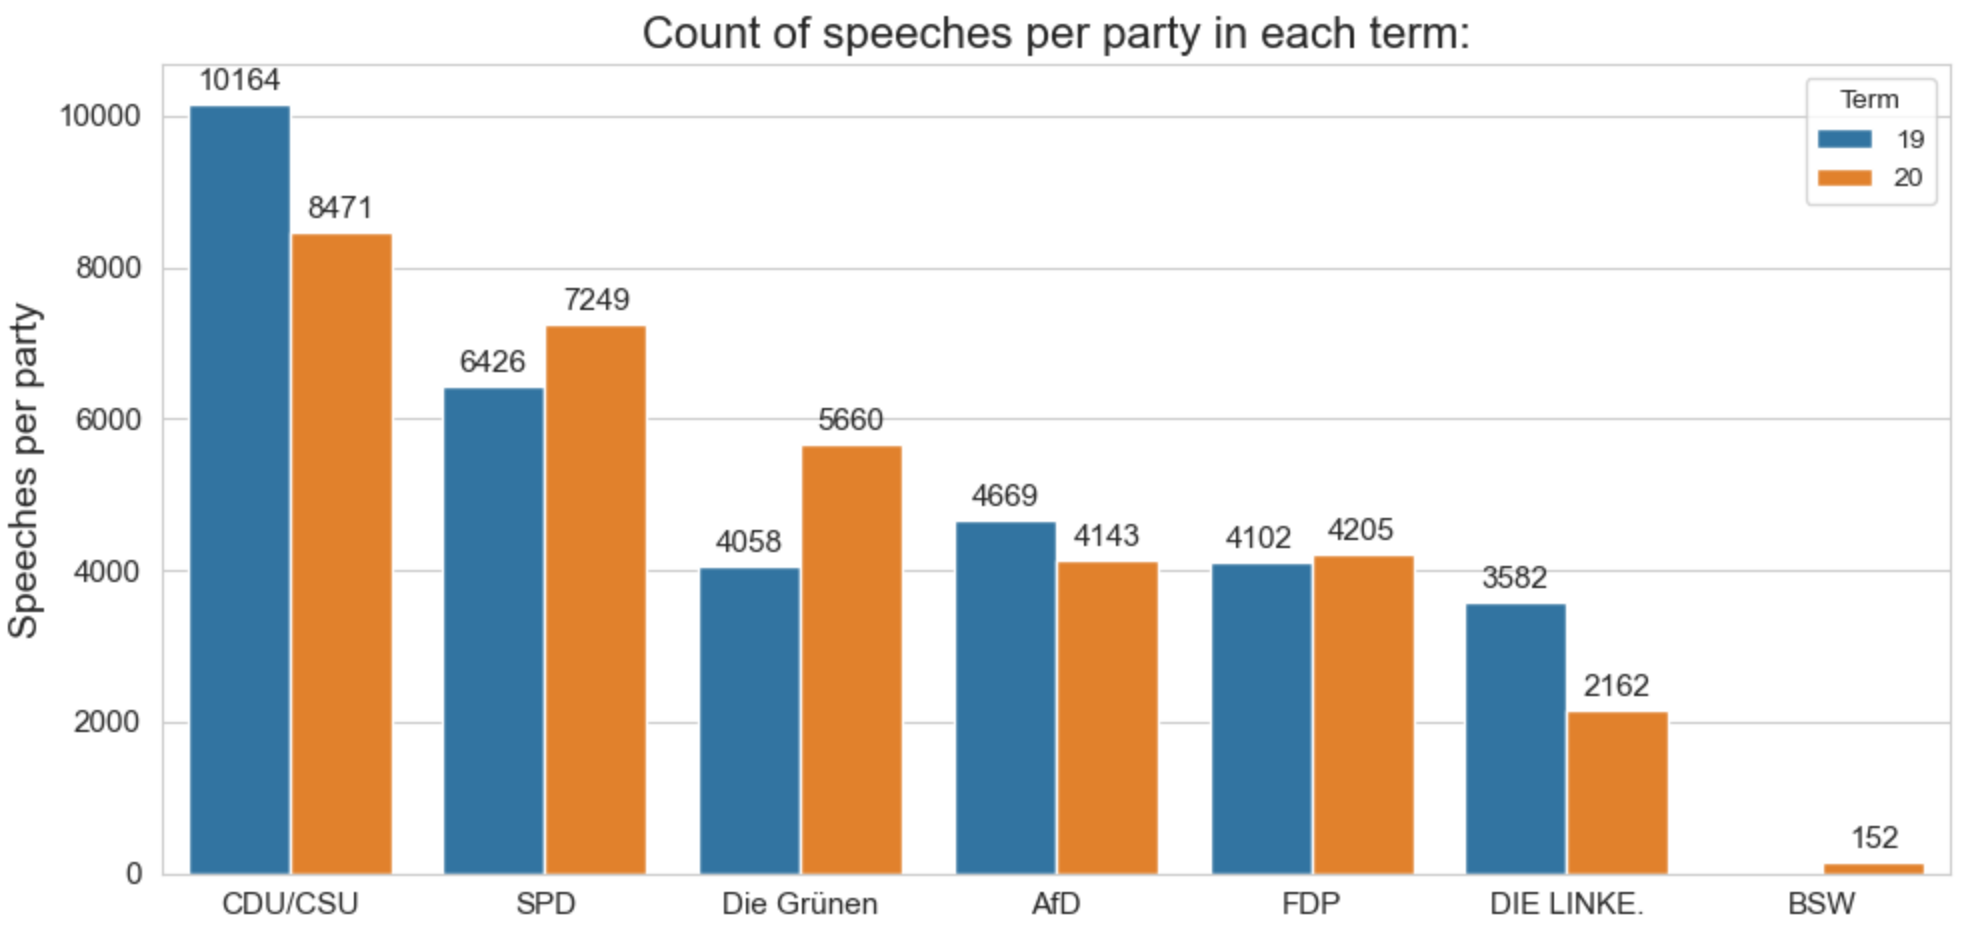 Count of speeches per party in each term:
Speeches per party
10000
8000
6000
4000
2000
0
10164
8471
6426
7249
4058
5660
4669
4143
4102
4205
3582
2162
152
Term
19
20
CDU/CSU
SPD
Die Grünen
AfD
FDP
DIE LINKE.
BSW